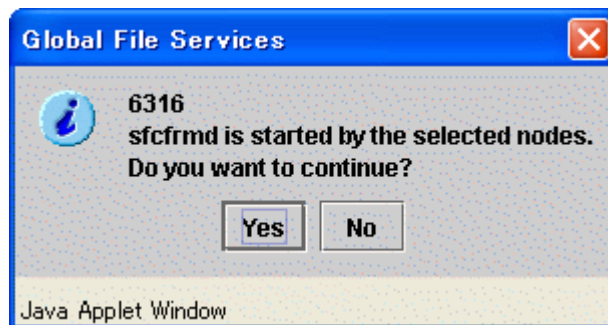 Global File Services
6316
sfcfrmd is started by the selected nodes.
Do you want to continue?
Yes No
Java Applet Window